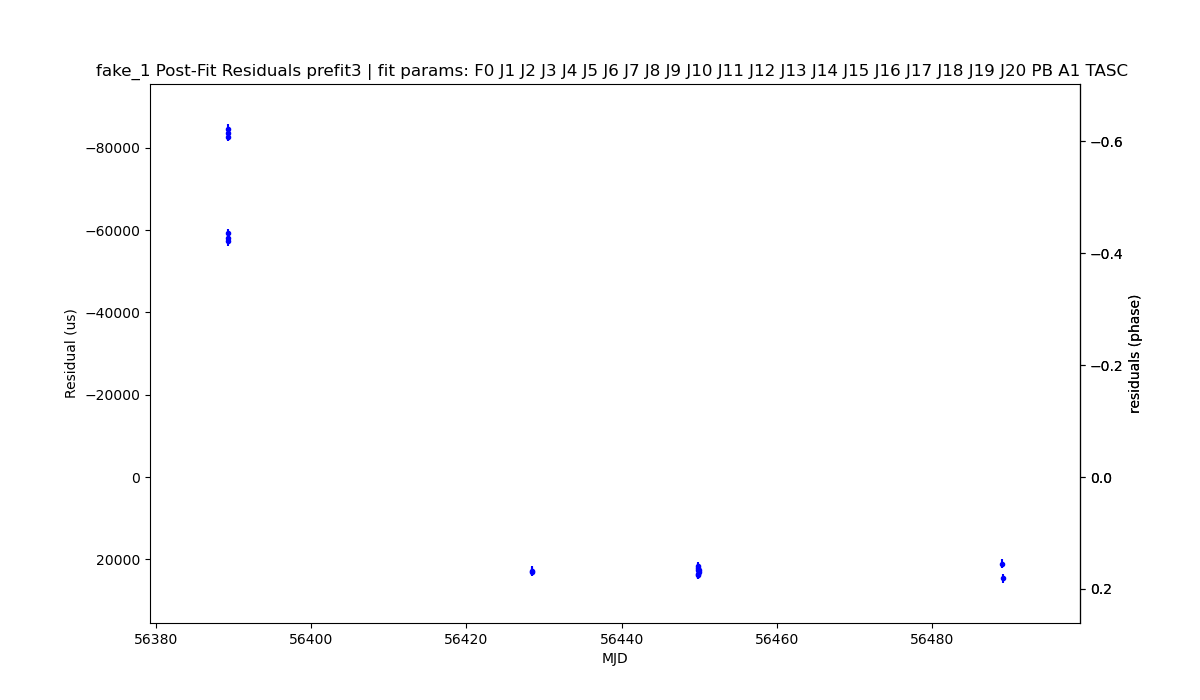 fake_1 Post-Fit Residuals prefit3 | fit params: F0 J1 J2 J3 J4 J5 J6 J7 J8 J9 J10 J11 J12 J13 J14 J15 J16 J17 J18 J19 J20 PB A1 TASC
Residual (us)
−80000
−60000
−40000
−20000
0
20000
−0.6
−0.4
−0.2
0.0
0.2
residuals (phase)
56380 56400 56420 56440 56460 56480
MJD